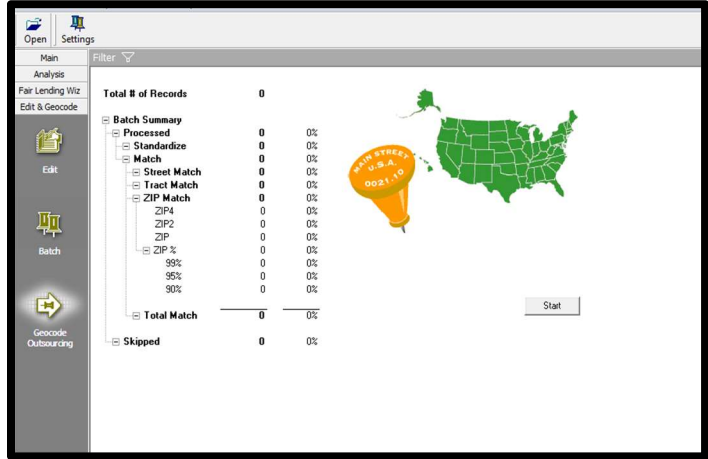 Open Settings
Main
Analysis
Fair Lending Wiz
Edit & Geocode
Edit
Batch
Geocode
Outsourcing
Filter
Total # of Records 0
Batch Summary
Processed 0 0%
Standardize 0 0%
Match 0 0%
Street Match 0 0%
Tract Match 0 0%
ZIP Match 0 0%
ZIP4 0 0%
ZIP2 0 0%
ZIP 0 0%
ZIP % 0 0%
99% 0 0%
95% 0 0%
90% 0 0%
Total Match 0 0%
Skipped 0 0%
MAIN STREET
U.S.A.
0021.10
Start